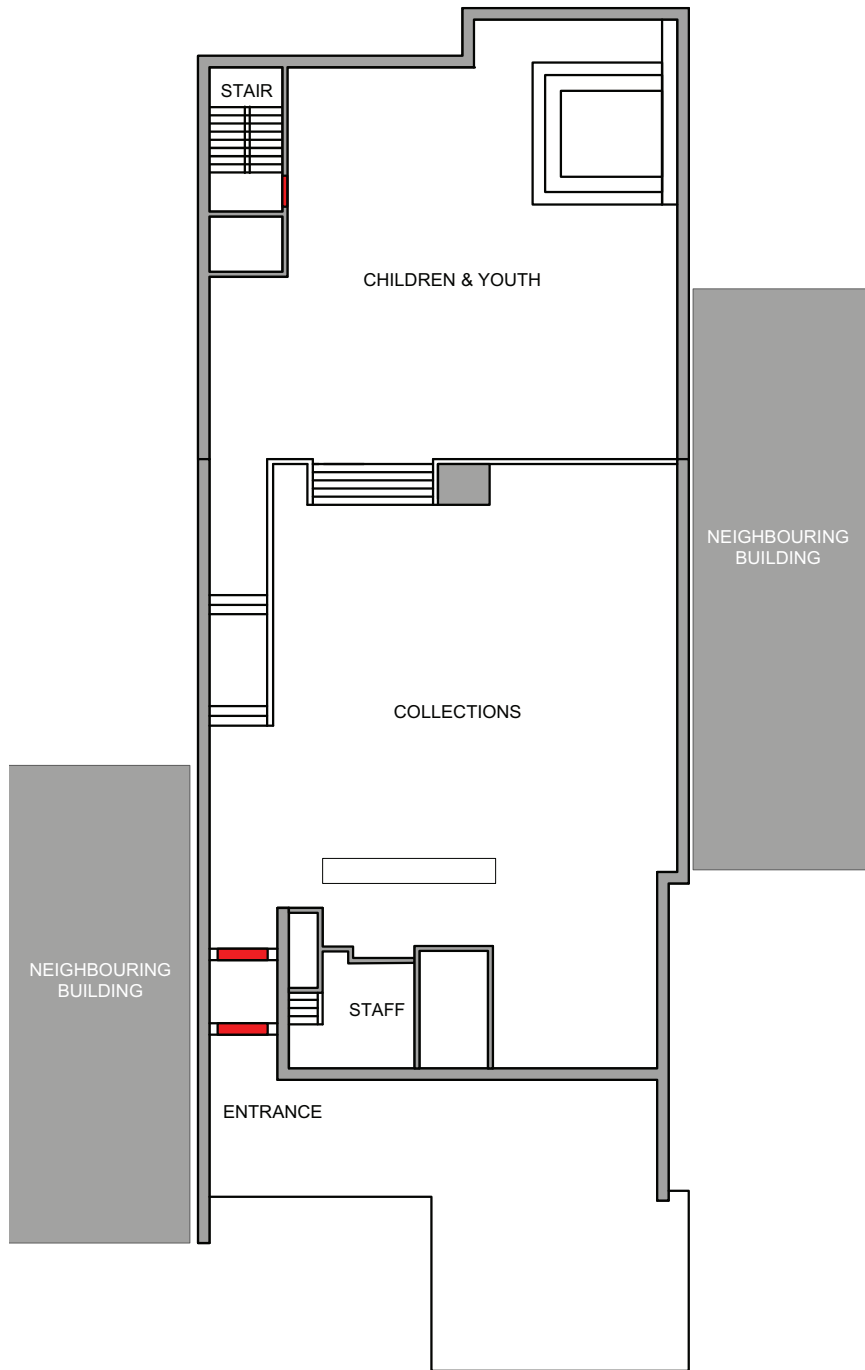 STAIR
CHILDREN & YOUTH
NEIGHBOURING
BUILDING
COLLECTIONS
NEIGHBOURING
BUILDING
STAFF
ENTRANCE